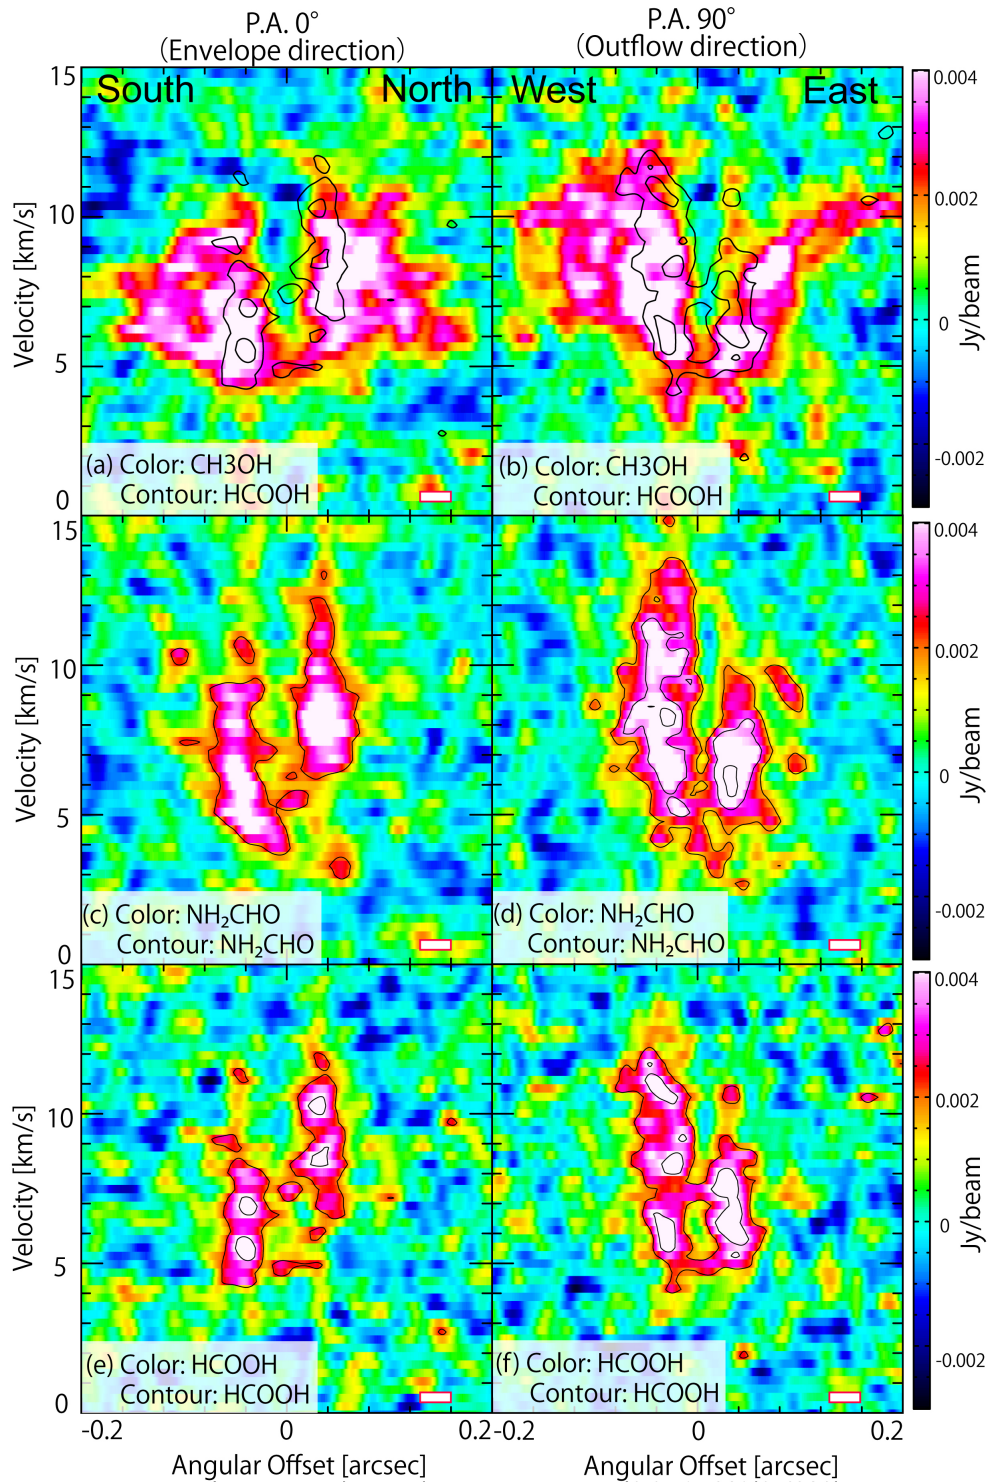 P.A. 0°
(Envelope direction)
P.A. 90°
(Outflow direction)
15
South
North
West
East
0.004
10
0.002
Velocity [km/s]
Jy/beam
0
5
-0.002
(a) Color: CH3OH
Contour: HCOOH
(b) Color: CH3OH
Contour: HCOOH
0
15
0.004
10
0.002
Velocity [km/s]
Jy/beam
0
5
-0.002
(c) Color: NH₂CHO
Contour: NH₂CHO
(d) Color: NH₂CHO
Contour: NH₂CHO
0
15
0.004
10
0.002
Velocity [km/s]
Jy/beam
0
5
-0.002
(e) Color: HCOOH
Contour: HCOOH
(f) Color: HCOOH
Contour: HCOOH
0
-0.2
0
0.2
-0.2
0
0.2
Angular Offset [arcsec]
Angular Offset [arcsec]